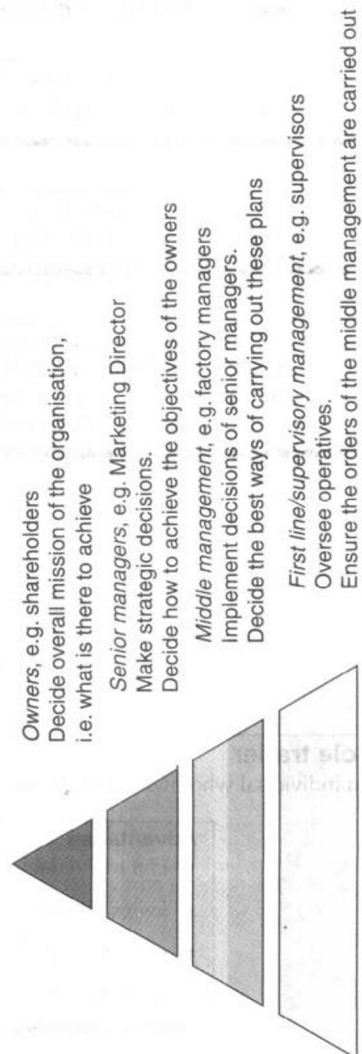 Owners, e.g. shareholders
Decide overall mission of the organisation,
i.e. what is there to achieve
Senior managers, e.g. Marketing Director
Make strategic decisions.
Decide how to achieve the objectives of the owners
Middle management, e.g. factory managers
Implement decisions of senior managers.
Decide the best ways of carrying out these plans
First line/supervisory management, e.g. supervisors
Oversee operatives.
Ensure the orders of the middle management are carried out